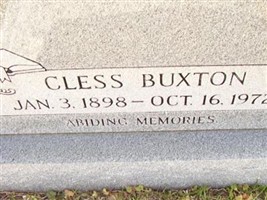 CLESS BUXTON
JAN. 3. 1898 – OCT. 16. 1972
ABIDING MEMORIES